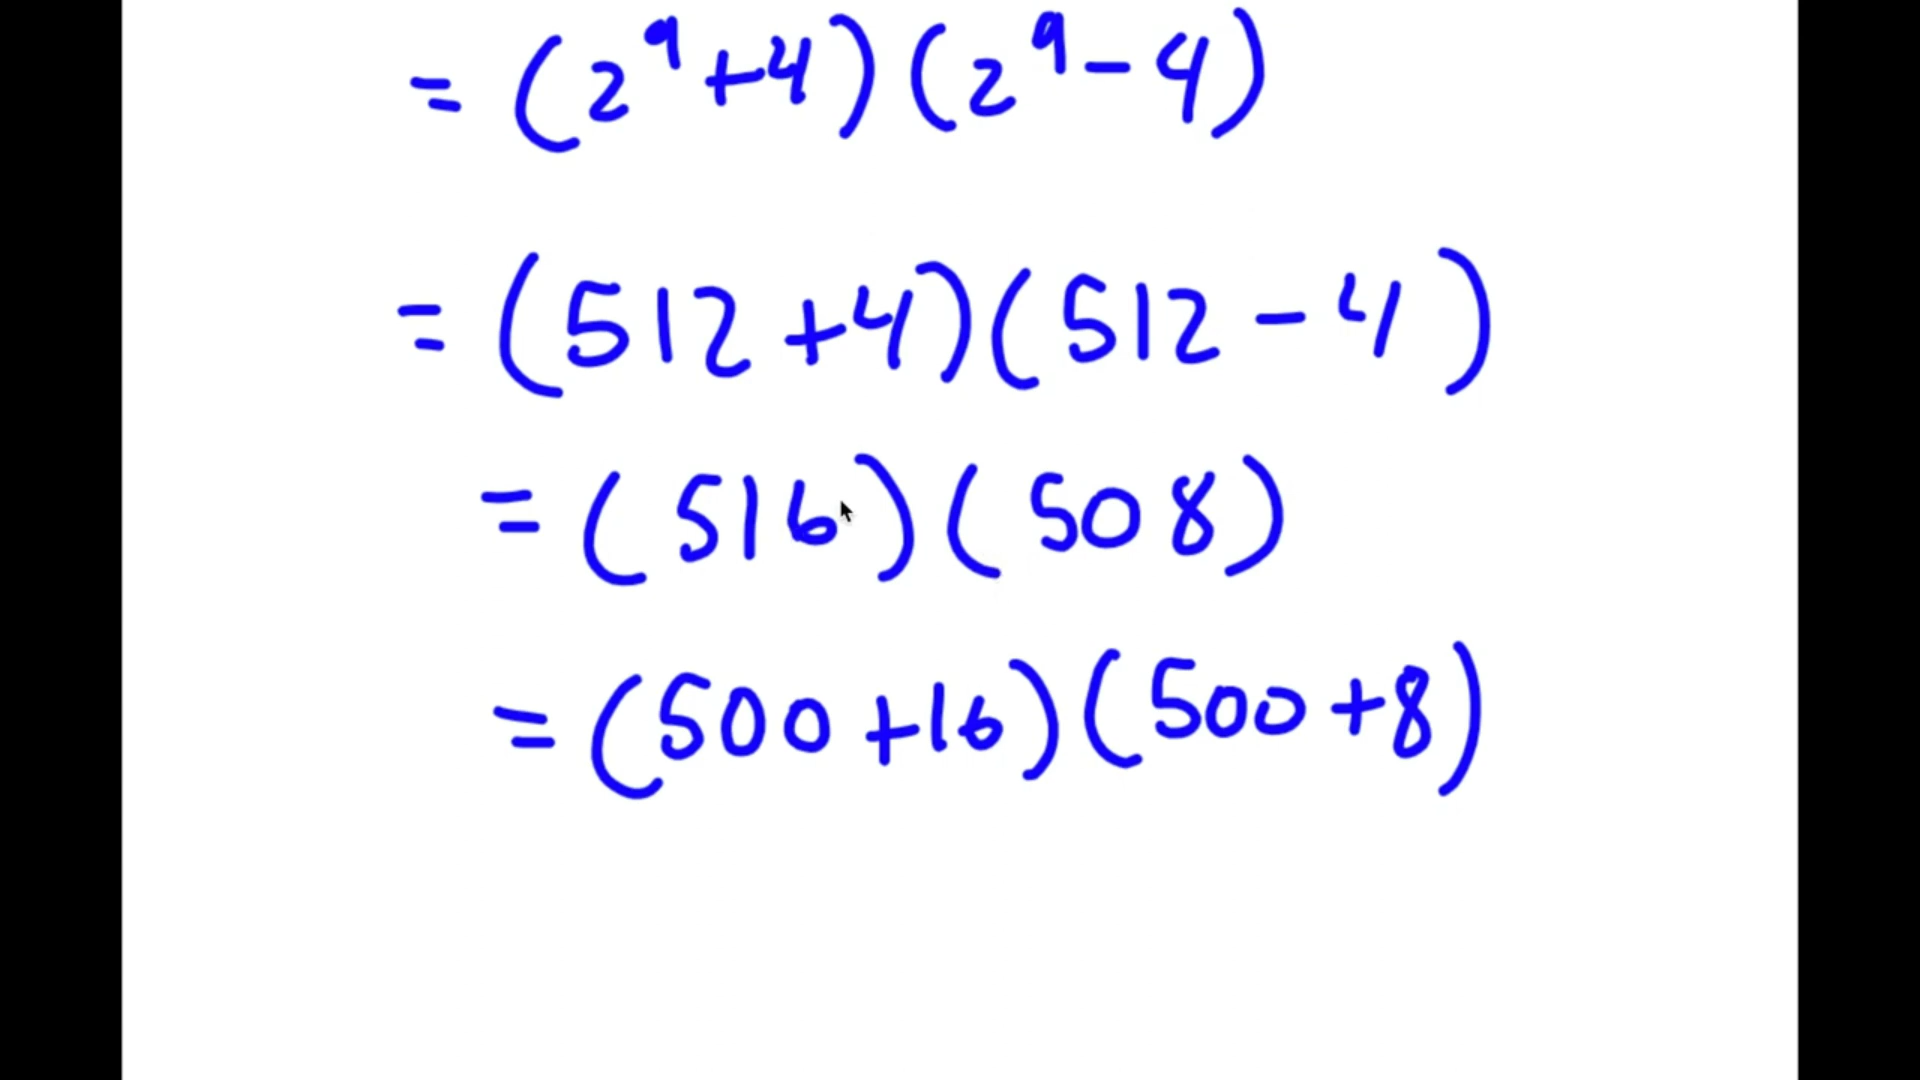 = (2⁹+4)(2⁹-4)
= (512+4)(512-4)
= (516)(508)
= (500+16)(500+8)